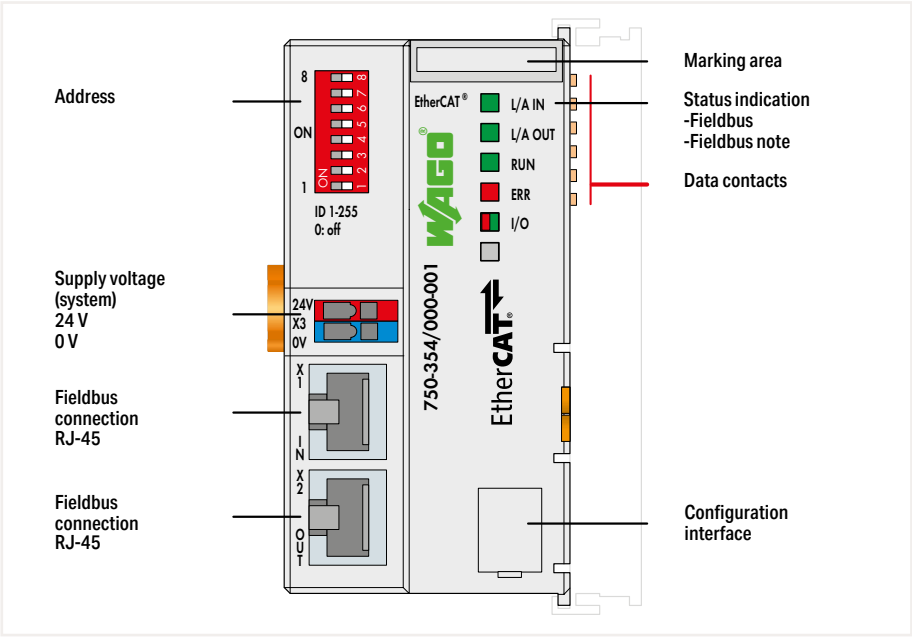 Address
Supply voltage
(system)
24 V
0 V
Fieldbus
connection
RJ-45
Fieldbus
connection
RJ-45
8
ON
1
8
7
6
5
4
3
2
1
ON
ID 1-255
0: off
24V
X3
0V
X
1
I
N
X
2
O
U
T
EtherCAT®
L/A IN
L/A OUT
RUN
ERR
I/O
WAGO®
750-354/000-001
EtherCAT®
Marking area
Status indication
-Fieldbus
-Fieldbus note
Data contacts
Configuration
interface